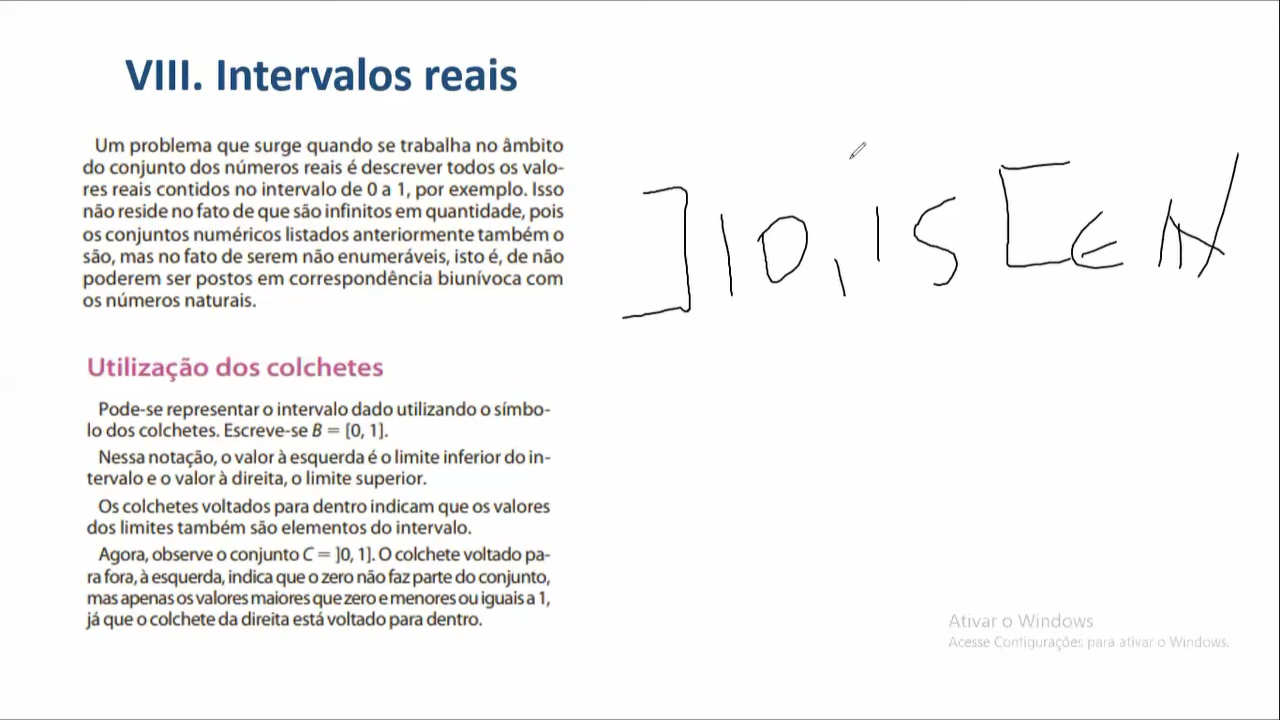 VIII. Intervalos reais
Um problema que surge quando se trabalha no âmbito
do conjunto dos números reais é descrever todos os valo-
res reais contidos no intervalo de 0 a 1, por exemplo. Isso
não reside no fato de que são infinitos em quantidade, pois
os conjuntos numéricos listados anteriormente também o
são, mas no fato de serem não enumeráveis, isto é, de não
poderem ser postos em correspondência biunívoca com
os números naturais.
Utilização dos colchetes
Pode-se representar o intervalo dado utilizando o símbo-
lo dos colchetes. Escreve-se B = [0, 1].
Nessa notação, o valor à esquerda é o limite inferior do in-
tervalo e o valor à direita, o limite superior.
Os colchetes voltados para dentro indicam que os valores
dos limites também são elementos do intervalo.
Agora, observe o conjunto C = ]0, 1]. O colchete voltado pa-
ra fora, à esquerda, indica que o zero não faz parte do conjunto,
mas apenas os valores maiores que zero e menores ou iguais a 1,
já que o colchete da direita está voltado para dentro.
]10, 15[ ∈ ℕ
Ativar o Windows
Acesse Configurações para ativar o Windows.